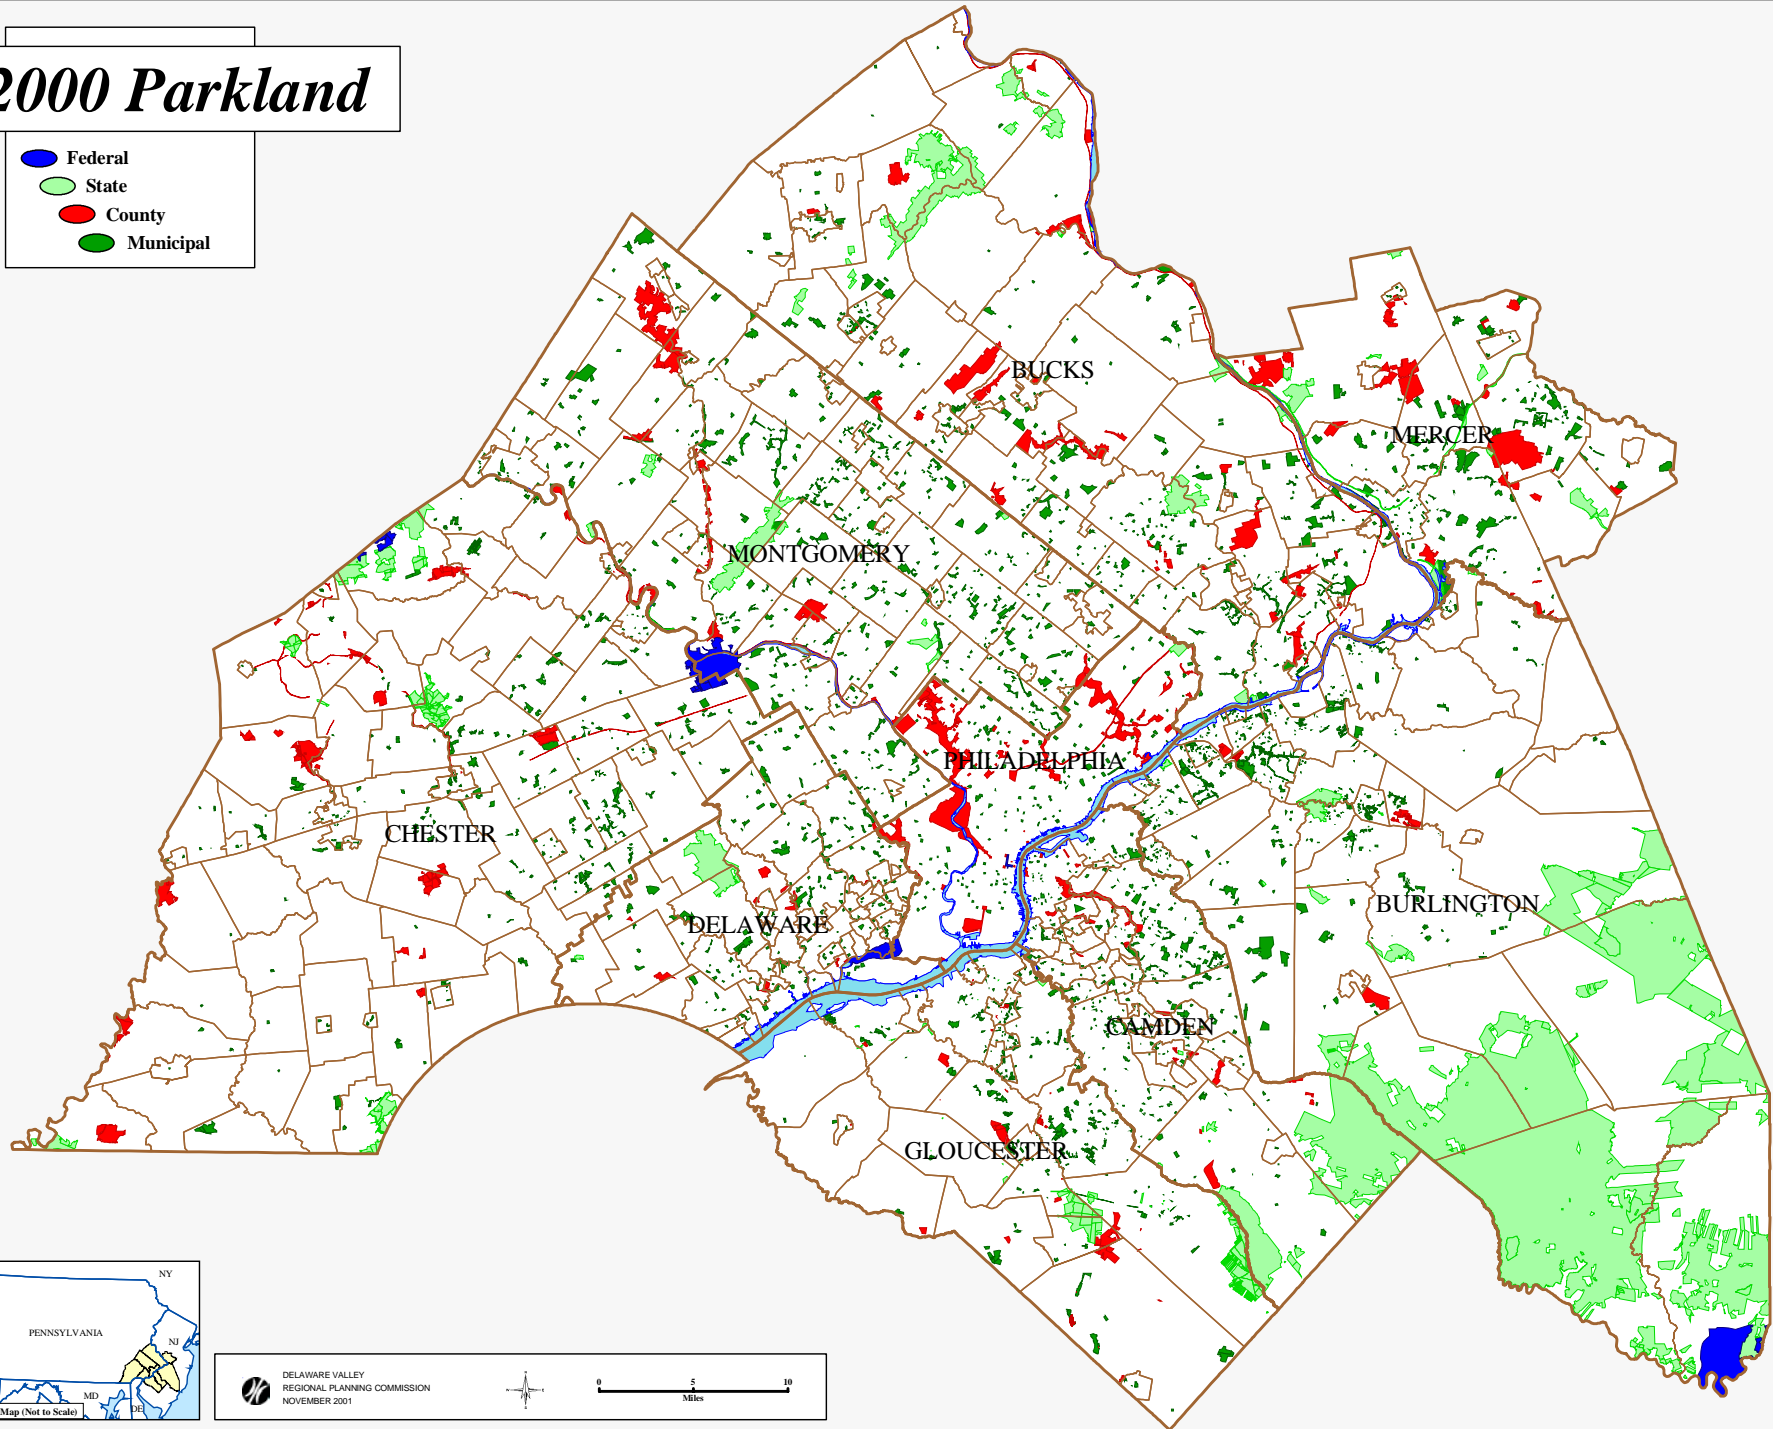 2000 Parkland
Federal
State
County
Municipal
BUCKS
MERCER
MONTGOMERY
PHILADELPHIA
CHESTER
DELAWARE
BURLINGTON
CAMDEN
GLOUCESTER
NY
PENNSYLVANIA
NJ
MD
DE
Map (Not to Scale)
DELAWARE VALLEY
REGIONAL PLANNING COMMISSION
NOVEMBER 2001
0 5 10
Miles